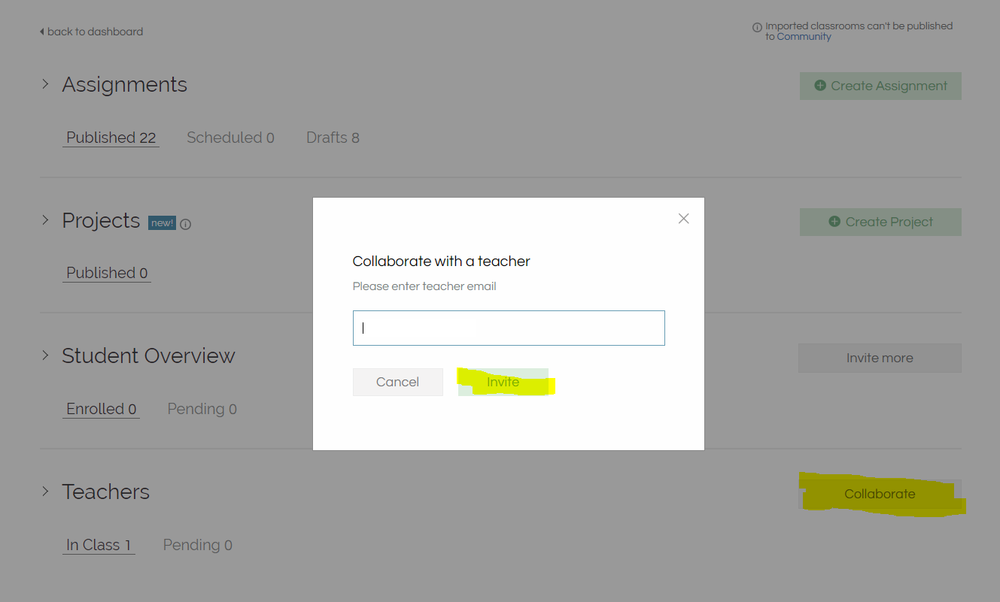 back to dashboard
Imported classrooms can't be published
to Community
Assignments
Create Assignment
Published 22 Scheduled 0 Drafts 8
Projects new!
Create Project
Published 0
Collaborate with a teacher
Please enter teacher email
Cancel Invite
Student Overview
Invite more
Enrolled 0 Pending 0
Teachers
Collaborate
In Class 1 Pending 0